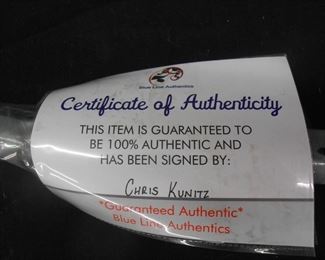 Blue Line Authentics
Certificate of Authenticity
THIS ITEM IS GUARANTEED TO
BE 100% AUTHENTIC AND
HAS BEEN SIGNED BY:
CHRIS KUNITZ
*Guaranteed Authentic*
Blue Line Authentics